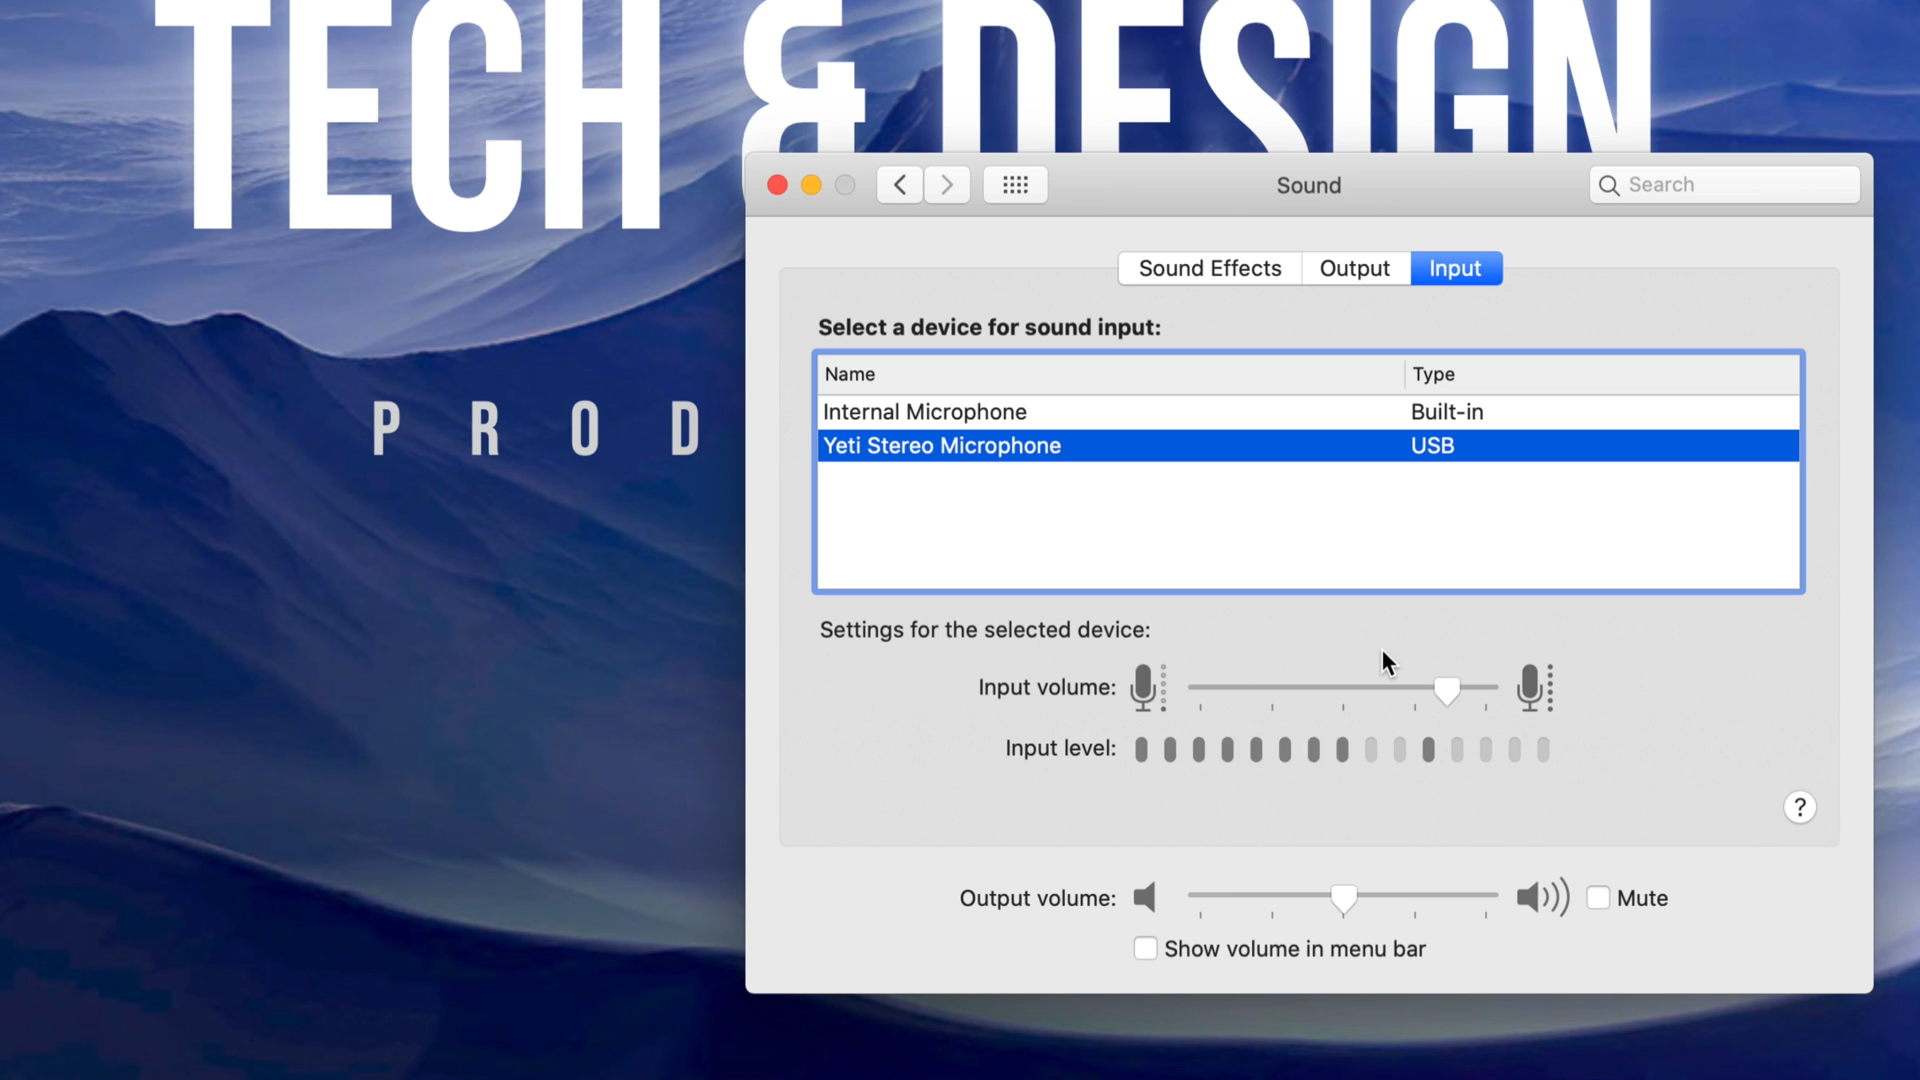 TECH & DESIGN
P R O D
Sound
Search
Sound Effects
Output
Input
Select a device for sound input:
Name
Type
Internal Microphone
Built-in
Yeti Stereo Microphone
USB
Settings for the selected device:
Input volume:
Input level:
?
Output volume:
Mute
Show volume in menu bar